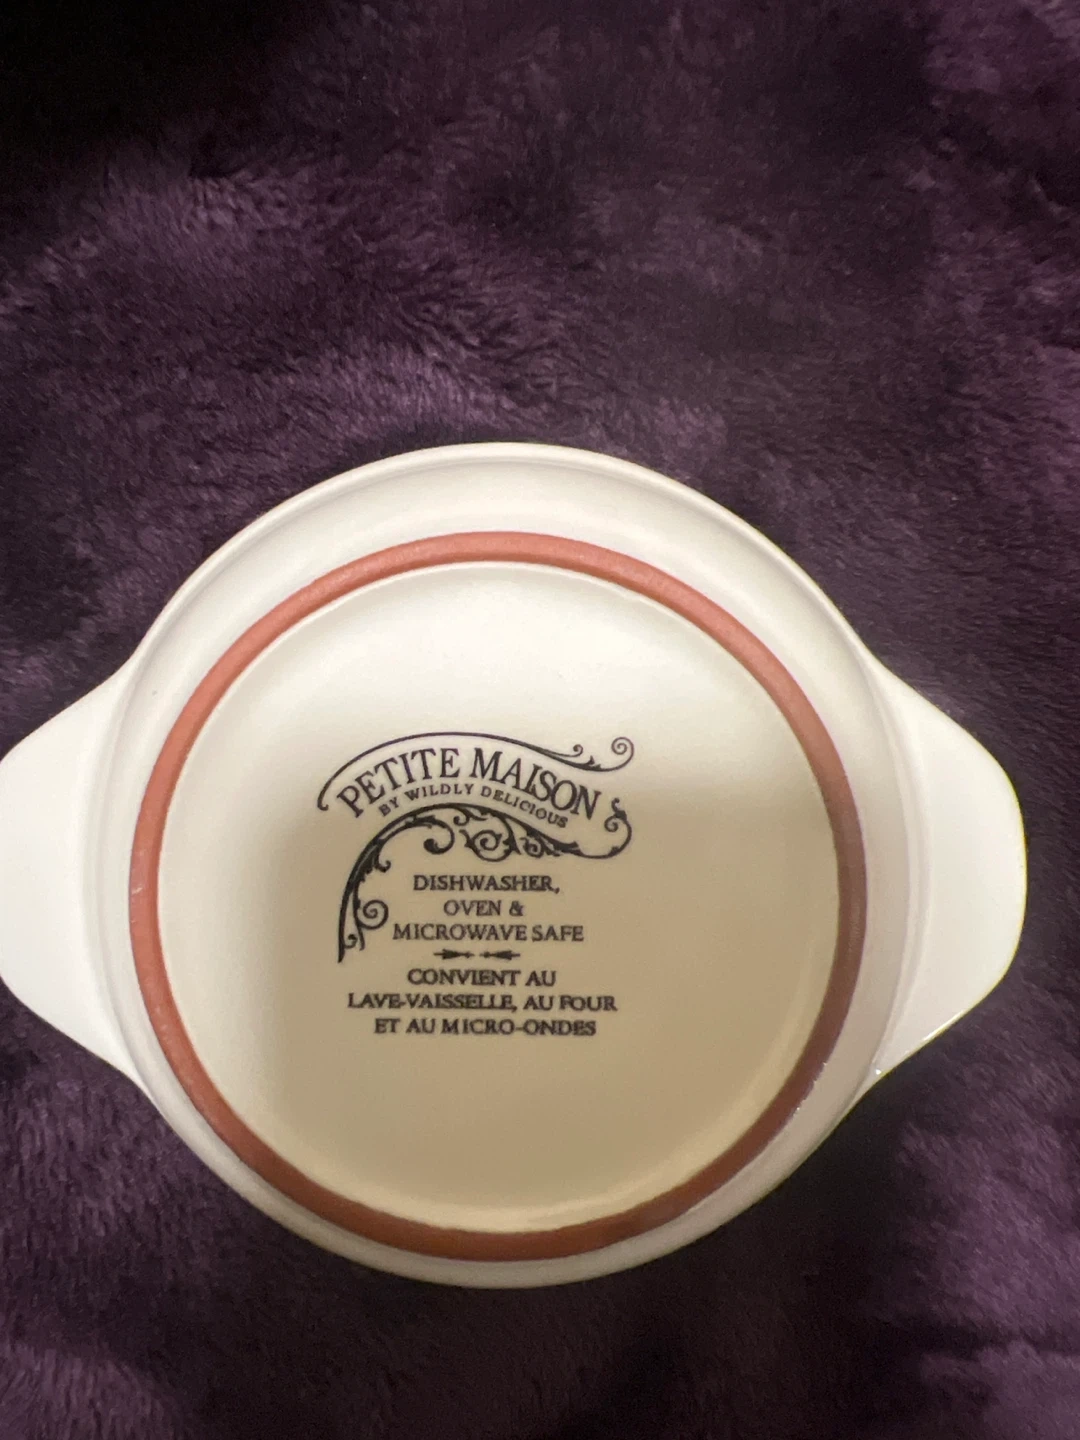 PETITE MAISON
BY WILDLY DELICIOUS
DISHWASHER,
OVEN &
MICROWAVE SAFE
CONVIENT AU
LAVE-VAISSELLE, AU FOUR
ET AU MICRO-ONDES